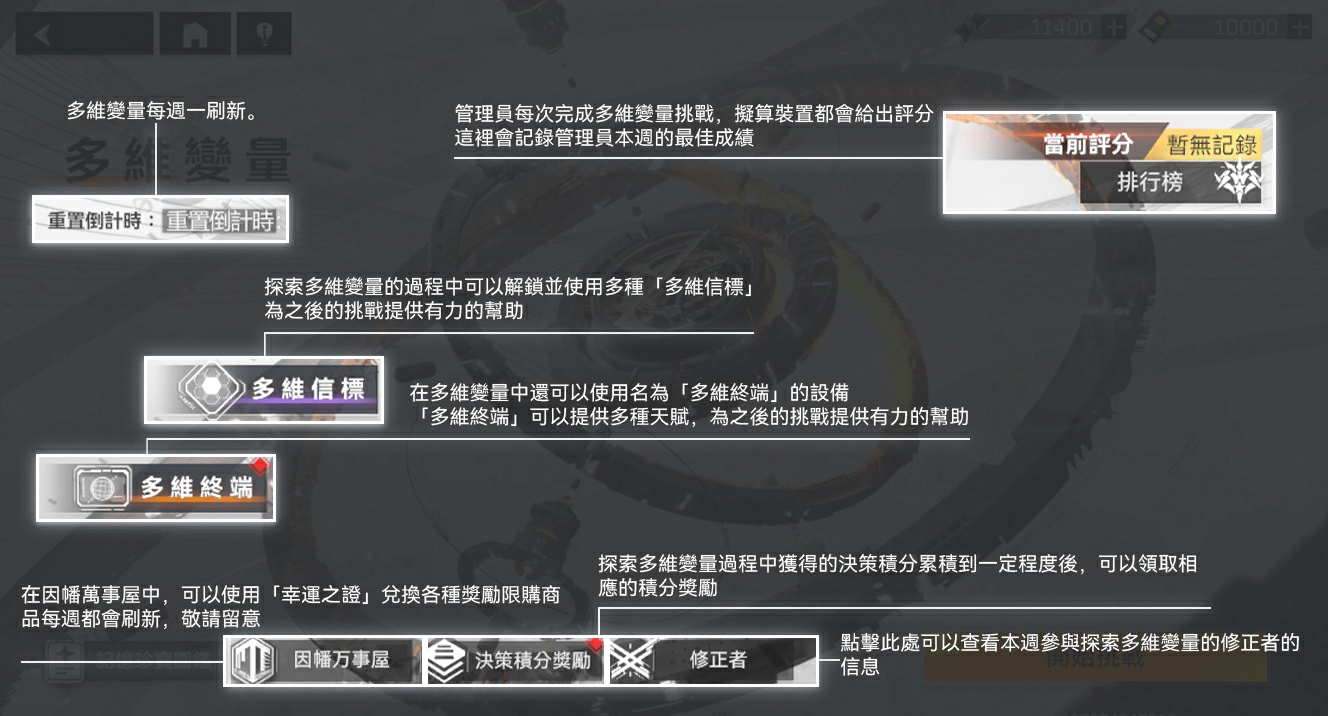 11400
10000
多維變量每週一刷新。
多維變量
重置倒計時：重置倒計時
管理員每次完成多維變量挑戰，擬算裝置都會給出評分
這裡會記錄管理員本週的最佳成績
當前評分 暫無記錄
排行榜
探索多維變量的過程中可以解鎖並使用多種「多維信標」
為之後的挑戰提供有力的幫助
多維信標
在多維變量中還可以使用名為「多維終端」的設備
「多維終端」可以提供多種天賦，為之後的挑戰提供有力的幫助
多維終端
探索多維變量過程中獲得的決策積分累積到一定程度後，可以領取相
應的積分獎勵
在因幡萬事屋中，可以使用「幸運之證」兌換各種獎勵限購商
品每週都會刷新，敬請留意
因幡万事屋
決策積分獎勵
修正者
點擊此處可以查看本週參與探索多維變量的修正者的
信息
開始挑戰